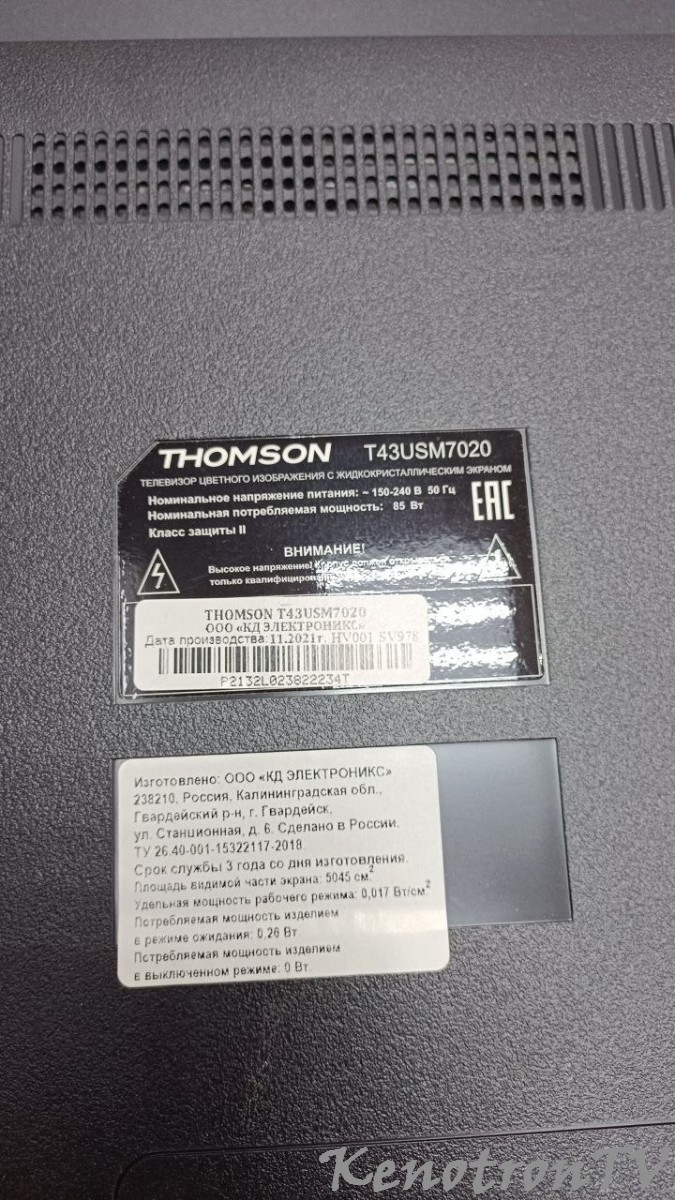 THOMSON T43USM7020
ТЕЛЕВИЗОР ЦВЕТНОГО ИЗОБРАЖЕНИЯ С ЖИДКОКРИСТАЛЛИЧЕСКИМ ЭКРАНОМ
Номинальное напряжение питания: ~ 150-240 В 50 Гц
Номинальная потребляемая мощность: 85 Вт
Класс защиты II
EAC
ВНИМАНИЕ!
Высокое напряжение! Корпус должен
только
THOMSON T43USM7020
ООО «КД ЭЛЕКТРОНИКС»
Дата производства: 11.2021г. HV001 SV978
P2132L023822234T
Изготовлено: ООО «КД ЭЛЕКТРОНИКС»
238210, Россия, Калининградская обл.,
Гвардейский р-н, г. Гвардейск,
ул. Станционная, д. 6. Сделано в России.
ТУ 26.40-001-15322117-2018.
Срок службы 3 года со дня изготовления.
Площадь видимой части экрана: 5045 см.²
Удельная мощность рабочего режима: 0,017 Вт/см²
Потребляемая мощность изделием
в режиме ожидания: 0,26 Вт
Потребляемая мощность изделием
в выключенном режиме: 0 Вт
KenotronTV